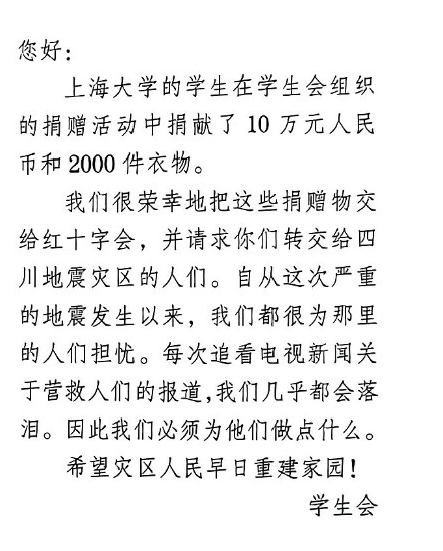 您好：
上海大学的学生在学生会组织
的捐赠活动中捐献了 10 万元人民
币和 2000 件衣物。
我们很荣幸地把这些捐赠物交
给红十字会，并请求你们转交给四
川地震灾区的人们。自从这次严重
的地震发生以来，我们都很为那里
的人们担忧。每次追看电视新闻关
于营救人们的报道，我们几乎都会落
泪。因此我们必须为他们做点什么。
希望灾区人民早日重建家园！
学生会